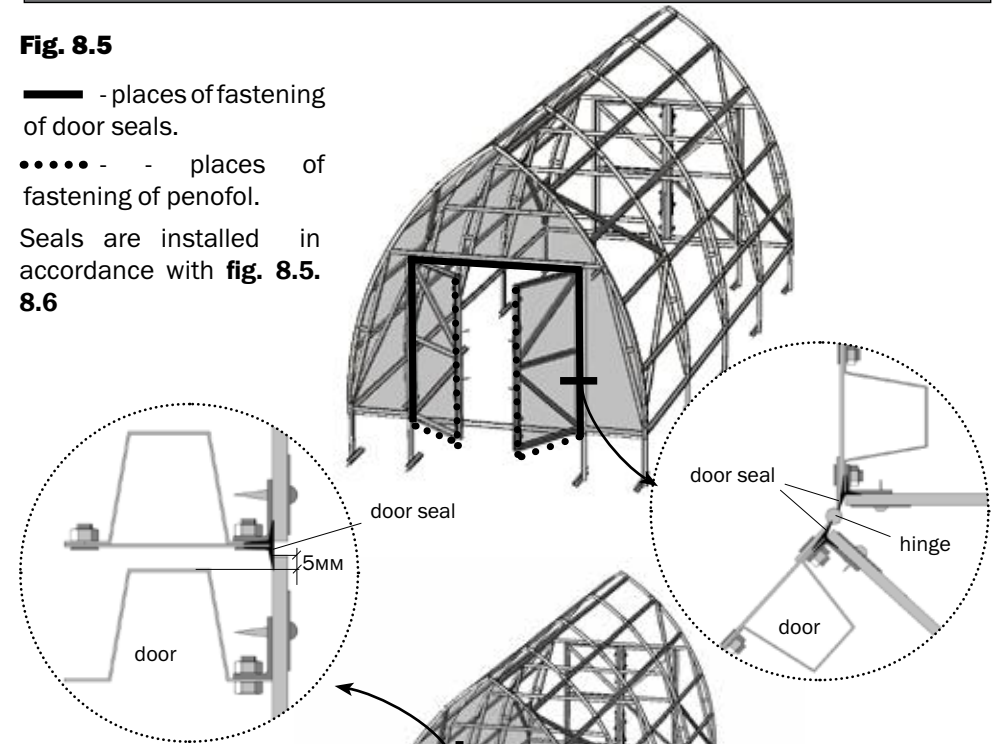 Fig. 8.5
- places of fastening
of door seals.
- - places of
fastening of penofol.
Seals are installed in
accordance with fig. 8.5.
8.6
door seal
5мм
door
door seal
hinge
door